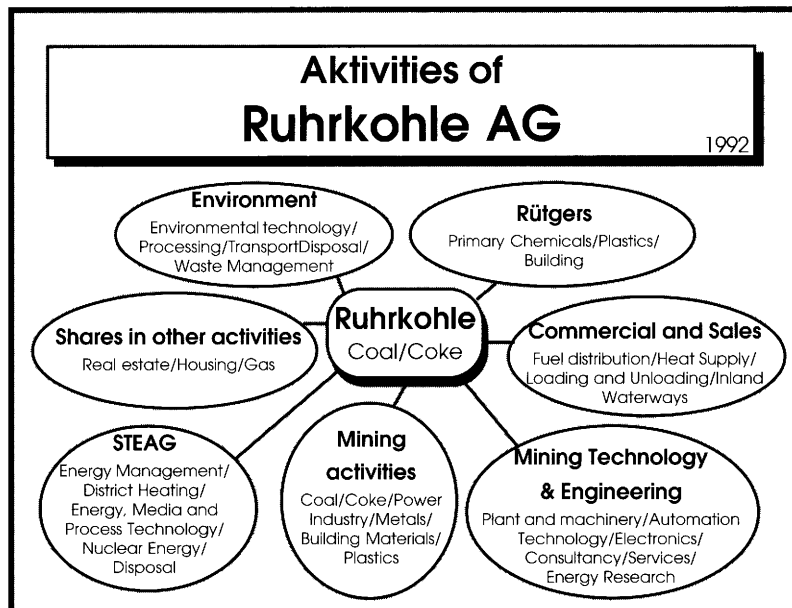 Aktivities of
Ruhrkohle AG
1992
Environment
Environmental technology/
Processing/TransportDisposal/
Waste Management
Rütgers
Primary Chemicals/Plastics/
Building
Ruhrkohle
Coal/Coke
Shares in other activities
Real estate/Housing/Gas
Commercial and Sales
Fuel distribution/Heat Supply/
Loading and Unloading/Inland
Waterways
STEAG
Energy Management/
District Heating/
Energy, Media and
Process Technology/
Nuclear Energy/
Disposal
Mining
activities
Coal/Coke/Power
Industry/Metals/
Building Materials/
Plastics
Mining Technology
& Engineering
Plant and machinery/Automation
Technology/Electronics/
Consultancy/Services/
Energy Research